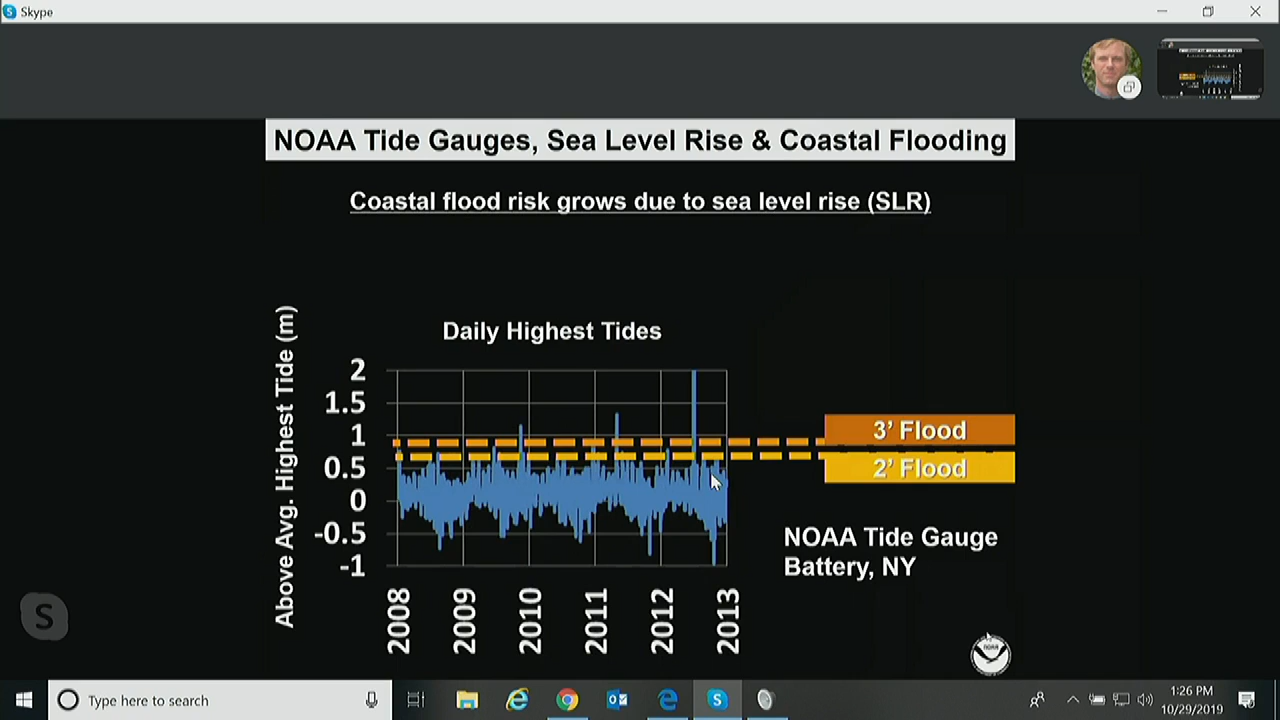 Skype
NOAA Tide Gauges, Sea Level Rise & Coastal Flooding
Coastal flood risk grows due to sea level rise (SLR)
Daily Highest Tides
Above Avg. Highest Tide (m)
2
1.5
1
0.5
0
-0.5
-1
2008
2009
2010
2011
2012
2013
3’ Flood
2’ Flood
NOAA Tide Gauge
Battery, NY
NOAA
S
Type here to search
1:26 PM
10/29/2019